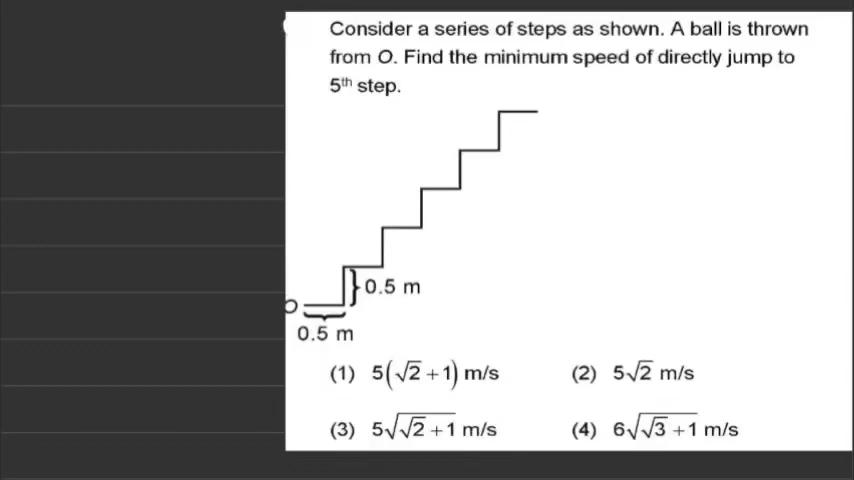 Consider a series of steps as shown. A ball is thrown
from O. Find the minimum speed of directly jump to
5th step.
0.5 m
O
0.5 m
(1) 5(√2 + 1) m/s
(2) 5√2 m/s
(3) 5√(√2 + 1) m/s
(4) 6√(√3 + 1) m/s